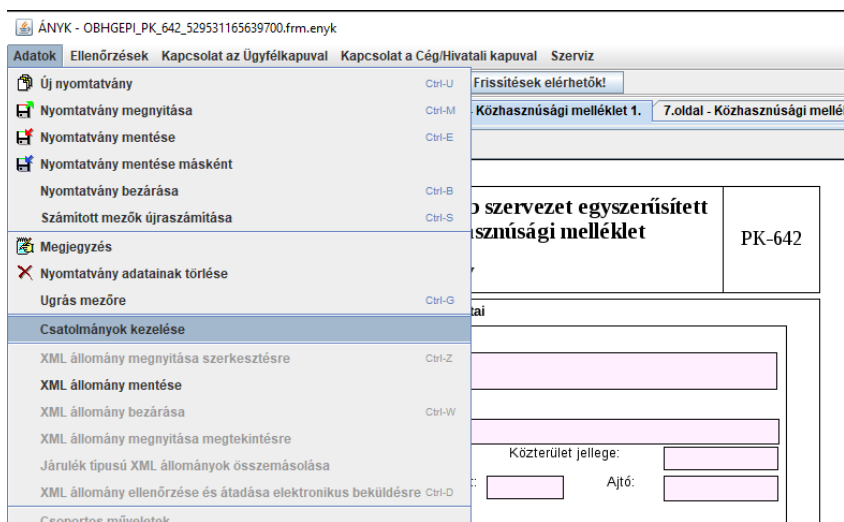 ÁNYK - OBHGEPI_PK_642_529531165639700.frm.enyk
Adatok Ellenőrzések Kapcsolat az Ügyfélkapuval Kapcsolat a Cég/Hivatali kapuval Szerviz
Új nyomtatvány Ctrl-U
Frissítések elérhetők!
Nyomtatvány megnyitása Ctrl-M
Közhasznúsági melléklet 1. 7.oldal - Közhasznúsági mellé
Nyomtatvány mentése Ctrl-E
Nyomtatvány mentése másként
Nyomtatvány bezárása Ctrl-B
Számított mezők újraszámítása Ctrl-S
Megjegyzés
Nyomtatvány adatainak törlése
Ugrás mezőre Ctrl-G
Csatolmányok kezelése
XML állomány megnyitása szerkesztésre Ctrl-Z
XML állomány mentése
XML állomány bezárása Ctrl-W
XML állomány megnyitása megtekintésre
Járulék típusú XML állományok összemásolása
XML állomány ellenőrzése és átadása elektronikus beküldésre Ctrl-D
Csoportos műveletek
szervezet egyszerűsített
sznúsági melléklet
PK-642
tai
Közterület jellege:
Ajtó: